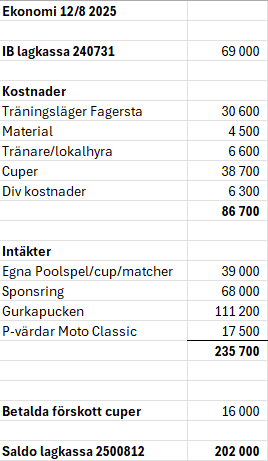 Ekonomi 12/8 2025
IB lagkassa 240731 69 000
Kostnader
Träningsläger Fagersta 30 600
Material 4 500
Tränare/lokalhyra 6 600
Cuper 38 700
Div kostnader 6 300
86 700
Intäkter
Egna Poolspel/cup/matcher 39 000
Sponsring 68 000
Gurkapucken 111 200
P-värdar Moto Classic 17 500
235 700
Betalda förskott cuper 16 000
Saldo lagkassa 2500812 202 000